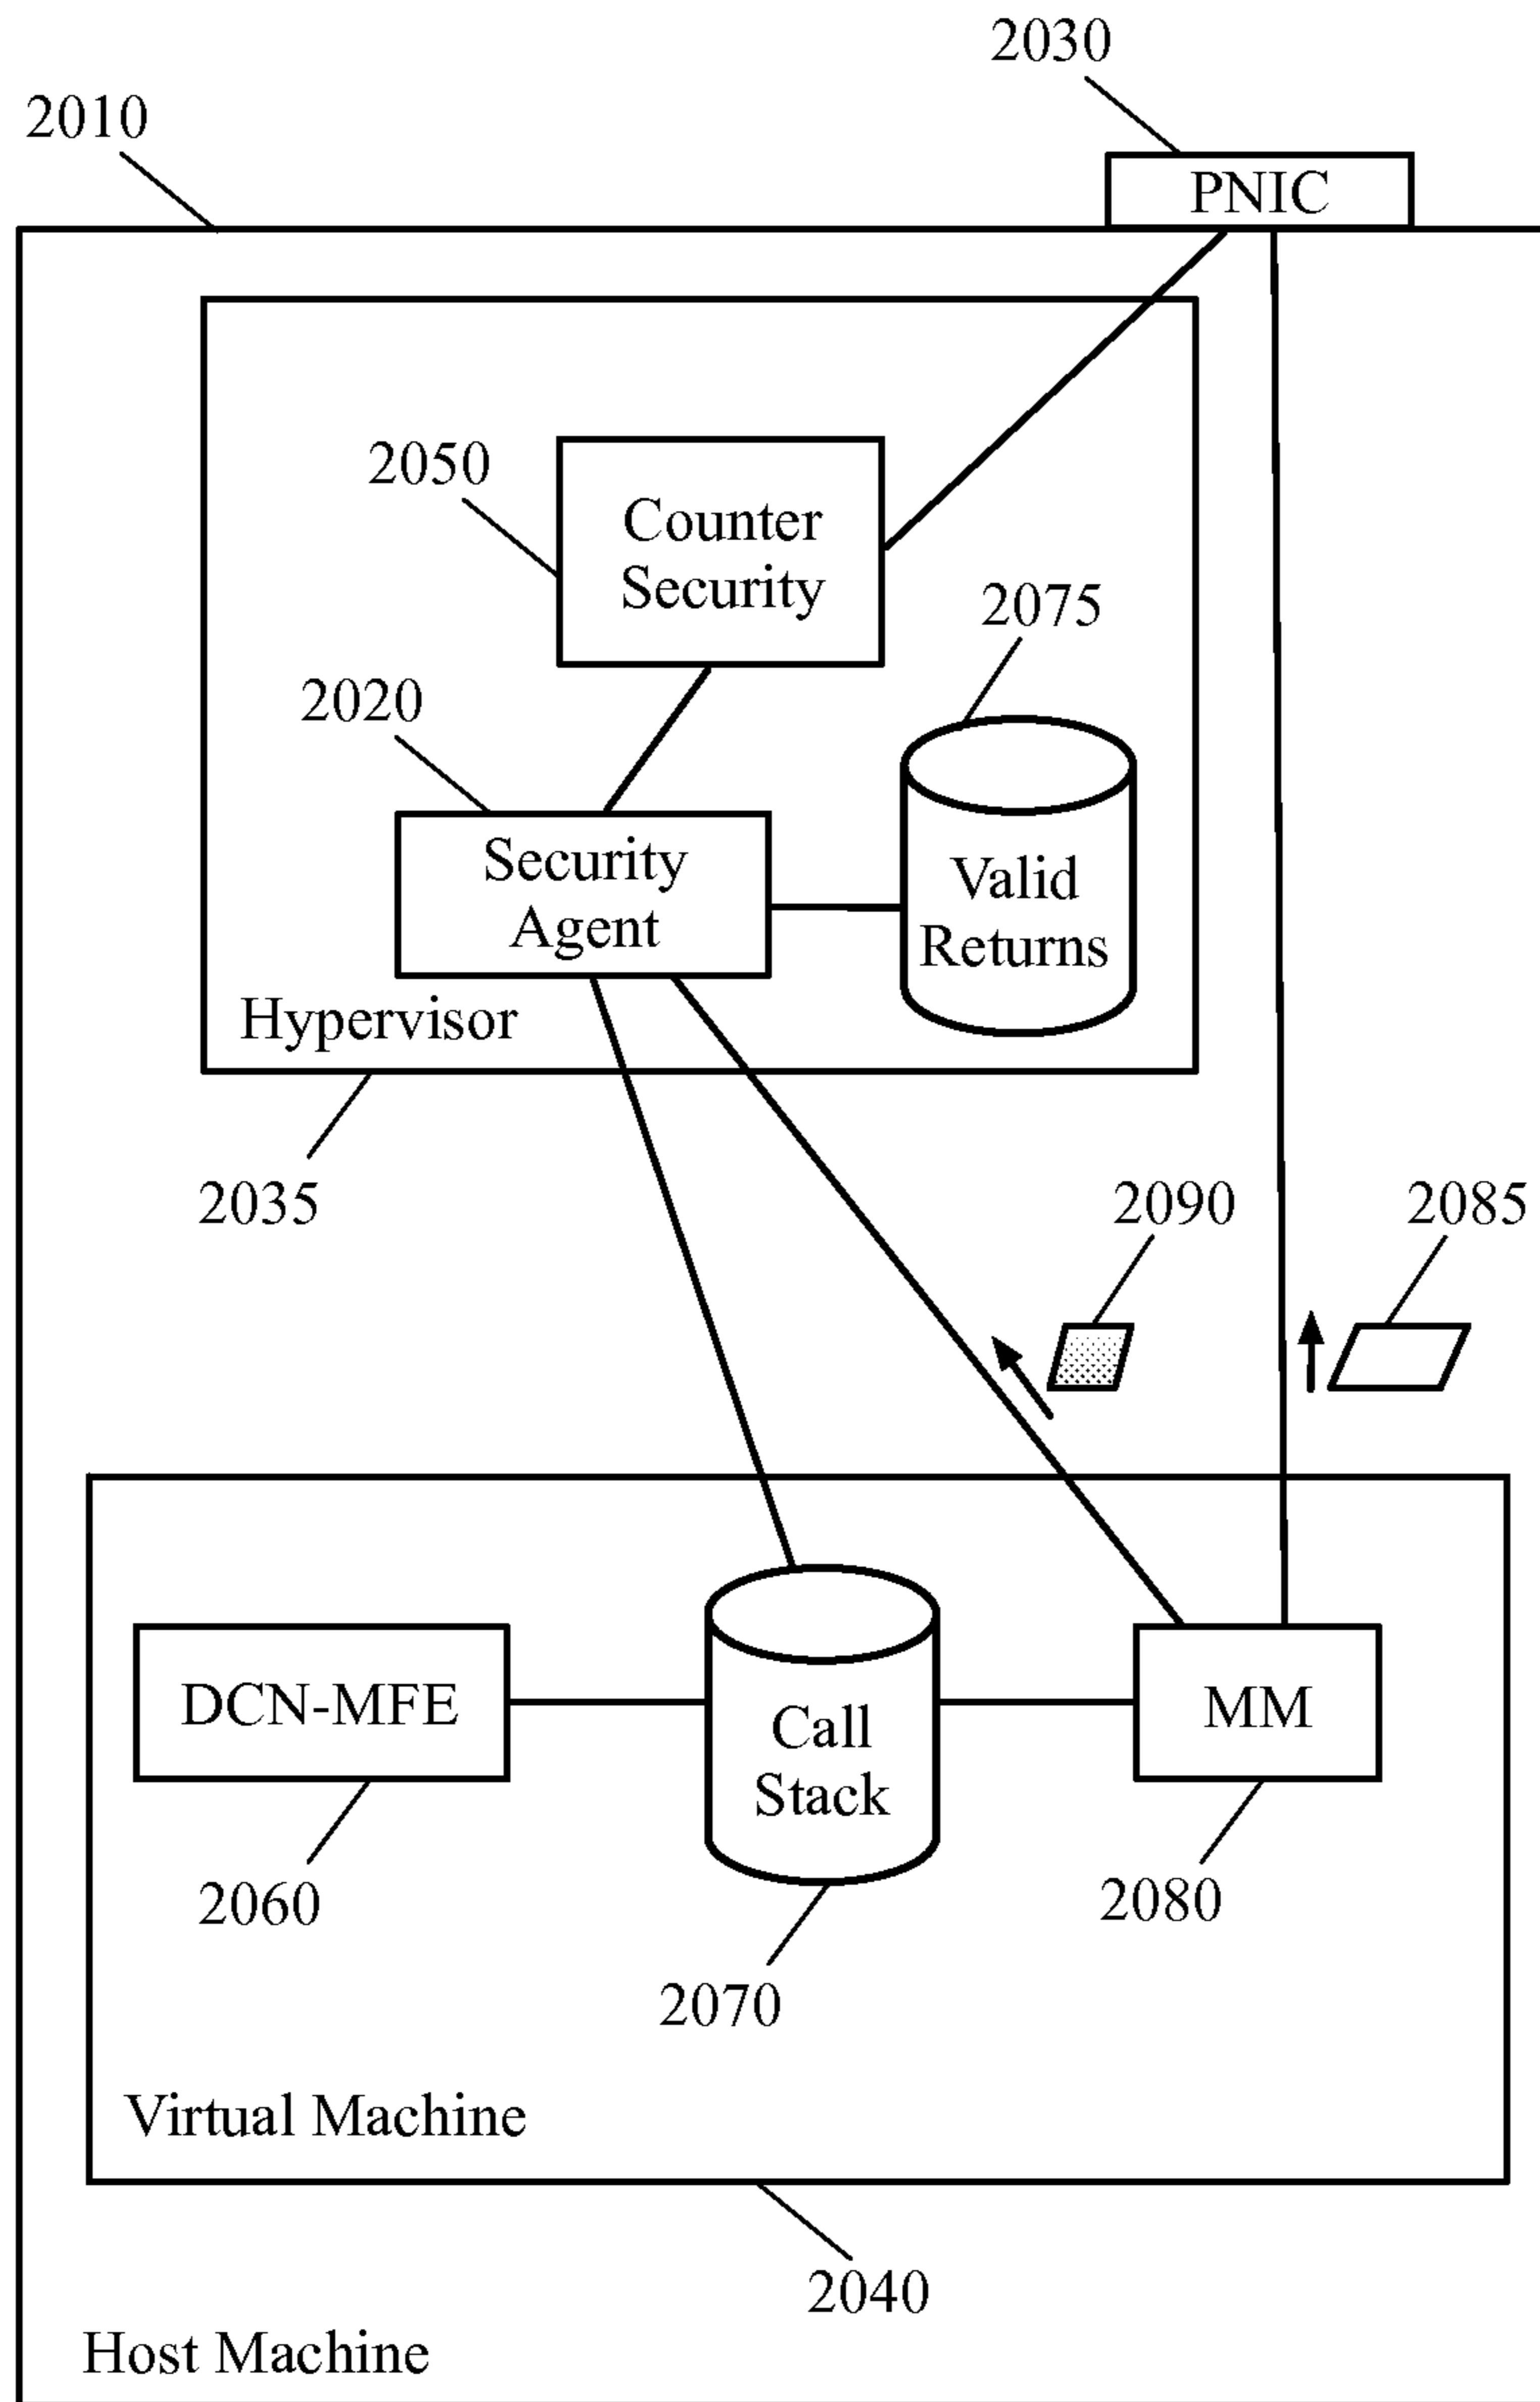 2030
2010
PNIC
2050
Counter
Security
2075
2020
Security
Agent
Valid
Returns
Hypervisor
2035
2090
2085
DCN-MFE
Call
Stack
MM
2060
2080
2070
Virtual Machine
2040
Host Machine